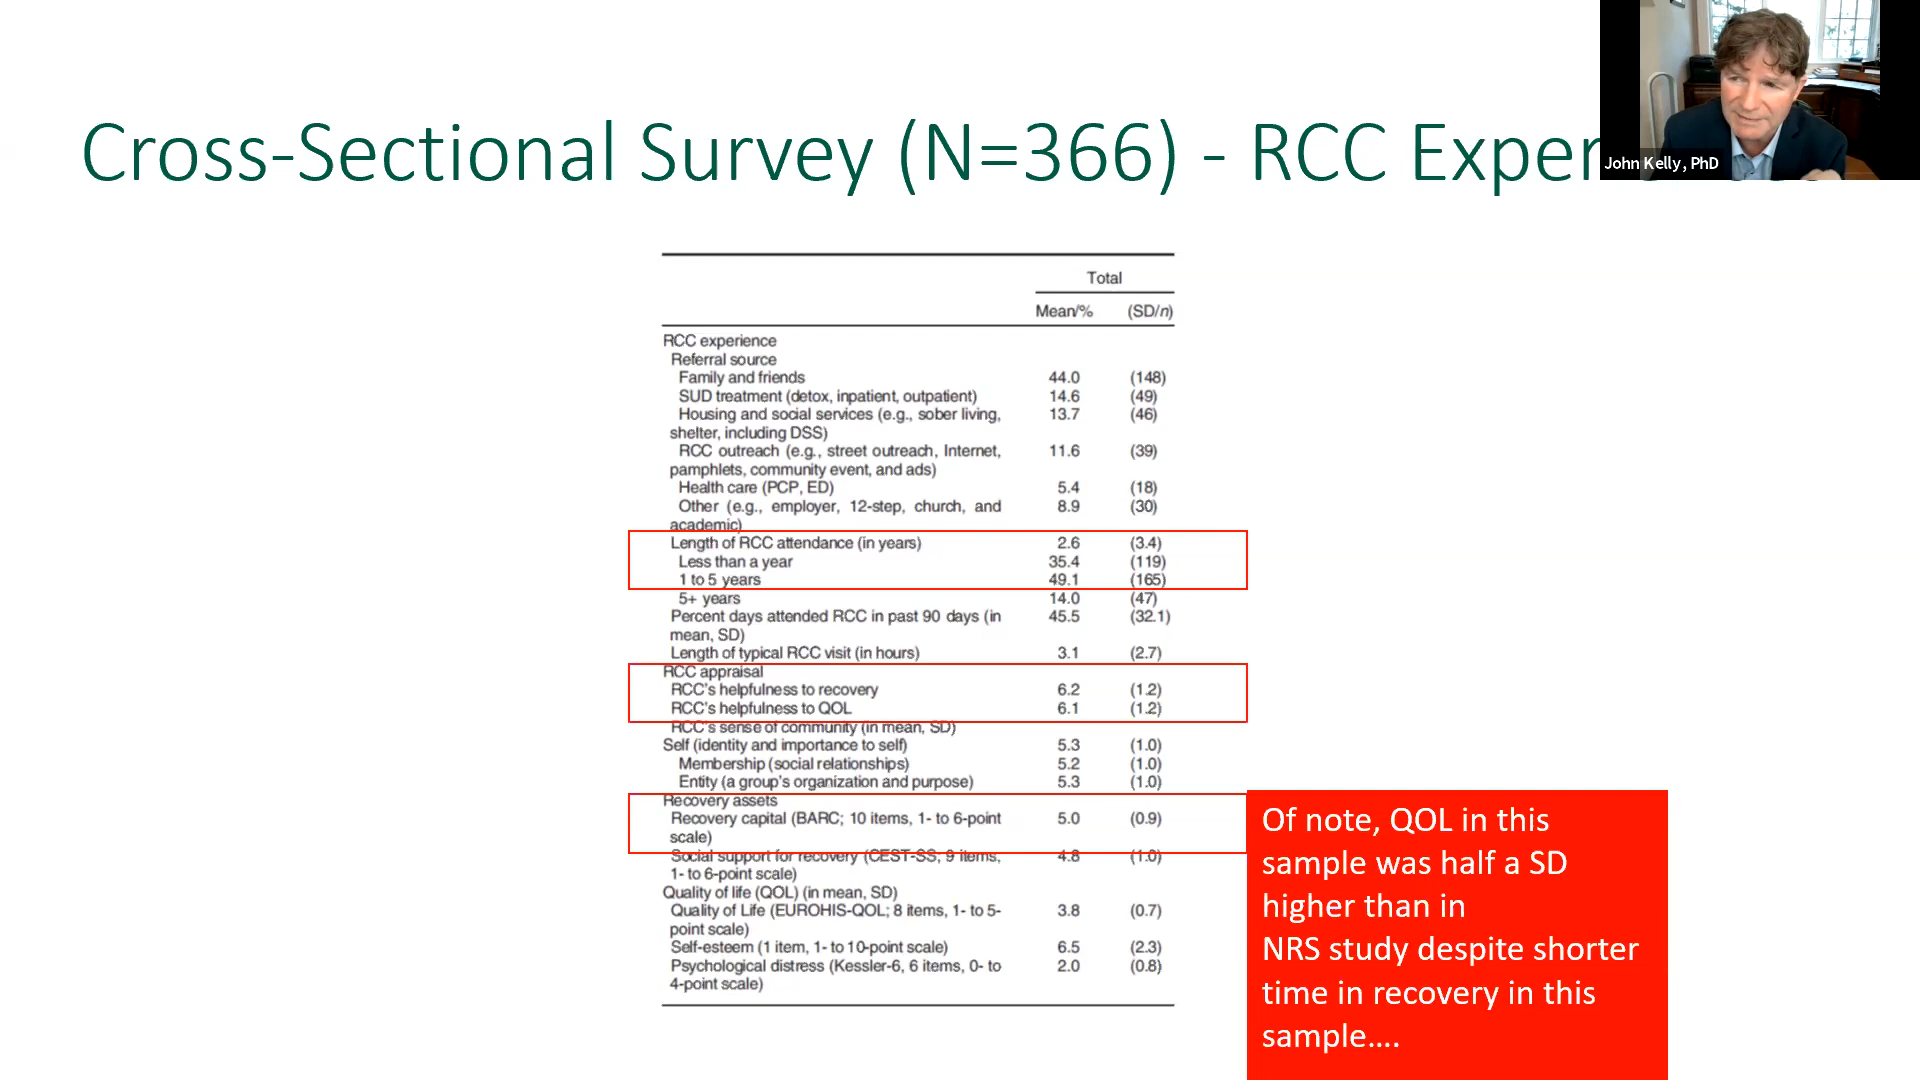 Cross-Sectional Survey (N=366) - RCC Exper
John Kelly, PhD
Total
Mean/% (SD/n)
RCC experience
Referral source
Family and friends 44.0 (148)
SUD treatment (detox, inpatient, outpatient) 14.6 (49)
Housing and social services (e.g., sober living, 13.7 (46)
shelter, including DSS)
RCC outreach (e.g., street outreach, Internet, 11.6 (39)
pamphlets, community event, and ads)
Health care (PCP, ED) 5.4 (18)
Other (e.g., employer, 12-step, church, and 8.9 (30)
academic)
Length of RCC attendance (in years) 2.6 (3.4)
Less than a year 35.4 (119)
1 to 5 years 49.1 (165)
5+ years 14.0 (47)
Percent days attended RCC in past 90 days (in 45.5 (32.1)
mean, SD)
Length of typical RCC visit (in hours) 3.1 (2.7)
RCC appraisal
RCC's helpfulness to recovery 6.2 (1.2)
RCC's helpfulness to QOL 6.1 (1.2)
RCC's sense of community (in mean, SD)
Self (identity and importance to self) 5.3 (1.0)
Membership (social relationships) 5.2 (1.0)
Entity (a group's organization and purpose) 5.3 (1.0)
Recovery assets
Recovery capital (BARC; 10 items, 1- to 6-point 5.0 (0.9)
scale)
Social support for recovery (CEST-SS; 9 items, 4.8 (1.0)
1- to 6-point scale)
Quality of life (QOL) (in mean, SD)
Quality of Life (EUROHIS-QOL; 8 items, 1- to 5- 3.8 (0.7)
point scale)
Self-esteem (1 item, 1- to 10-point scale) 6.5 (2.3)
Psychological distress (Kessler-6, 6 items, 0- to 2.0 (0.8)
4-point scale)
Of note, QOL in this
sample was half a SD
higher than in
NRS study despite shorter
time in recovery in this
sample....